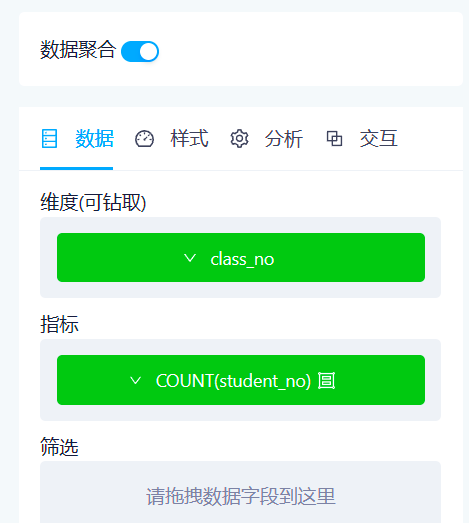 数据聚合
数据 样式 分析 交互
维度(可钻取)
class_no
指标
COUNT(student_no)
筛选
请拖拽数据字段到这里